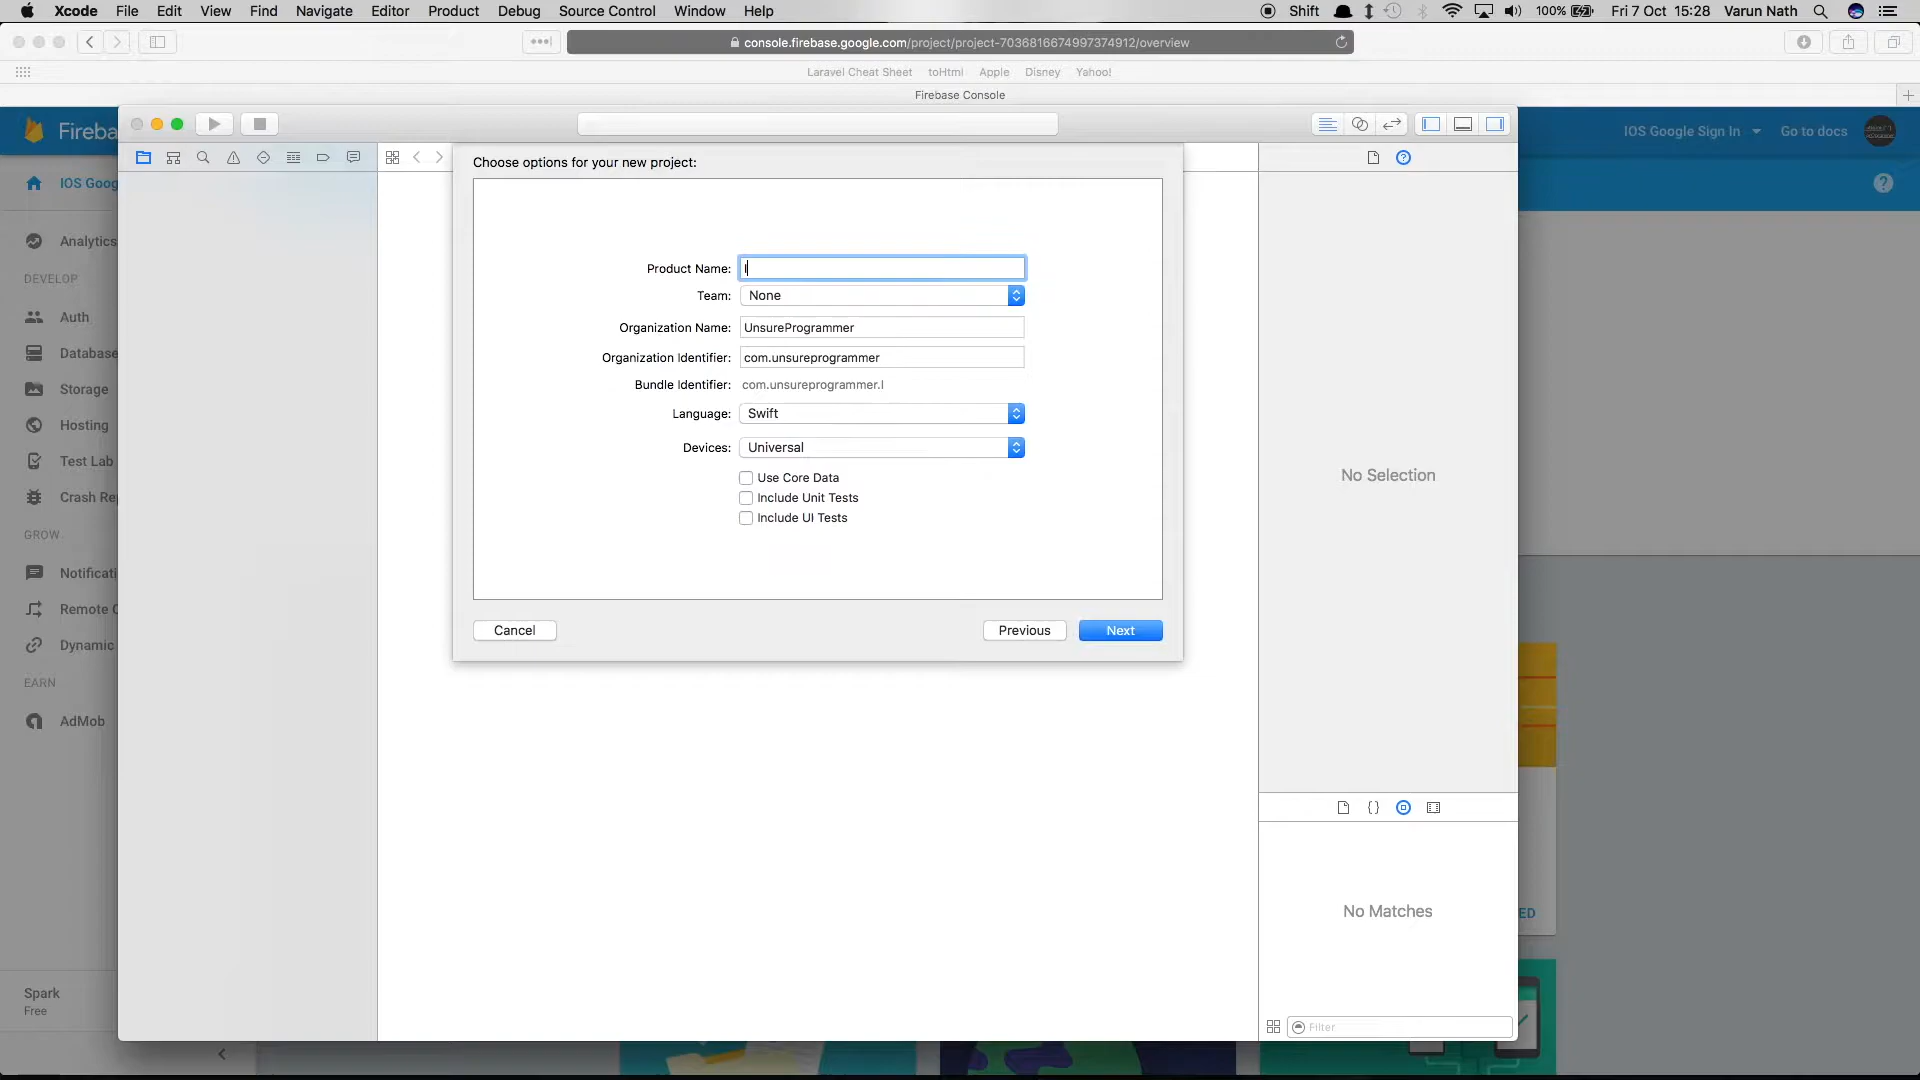 Xcode File Edit View Find Navigate Editor Product Debug Source Control Window Help Shift 100% Fri 7 Oct 15:28 Varun Nath
console.firebase.google.com/project/project-7036816674997374912/overview
Laravel Cheat Sheet toHtml Apple Disney Yahoo!
Firebase Console
Fireba
IOS Google Sign In Go to docs
Choose options for your new project:
IOS Goog
Analytics
DEVELOP
Auth
Database
Storage
Hosting
Test Lab
Crash Re
GROW
Notificati
Remote C
Dynamic
EARN
AdMob
Spark
Free
Product Name: I
Team: None
Organization Name: UnsureProgrammer
Organization Identifier: com.unsureprogrammer
Bundle Identifier: com.unsureprogrammer.I
Language: Swift
Devices: Universal
Use Core Data
Include Unit Tests
Include UI Tests
Cancel Previous Next
No Selection
No Matches
ED
Filter